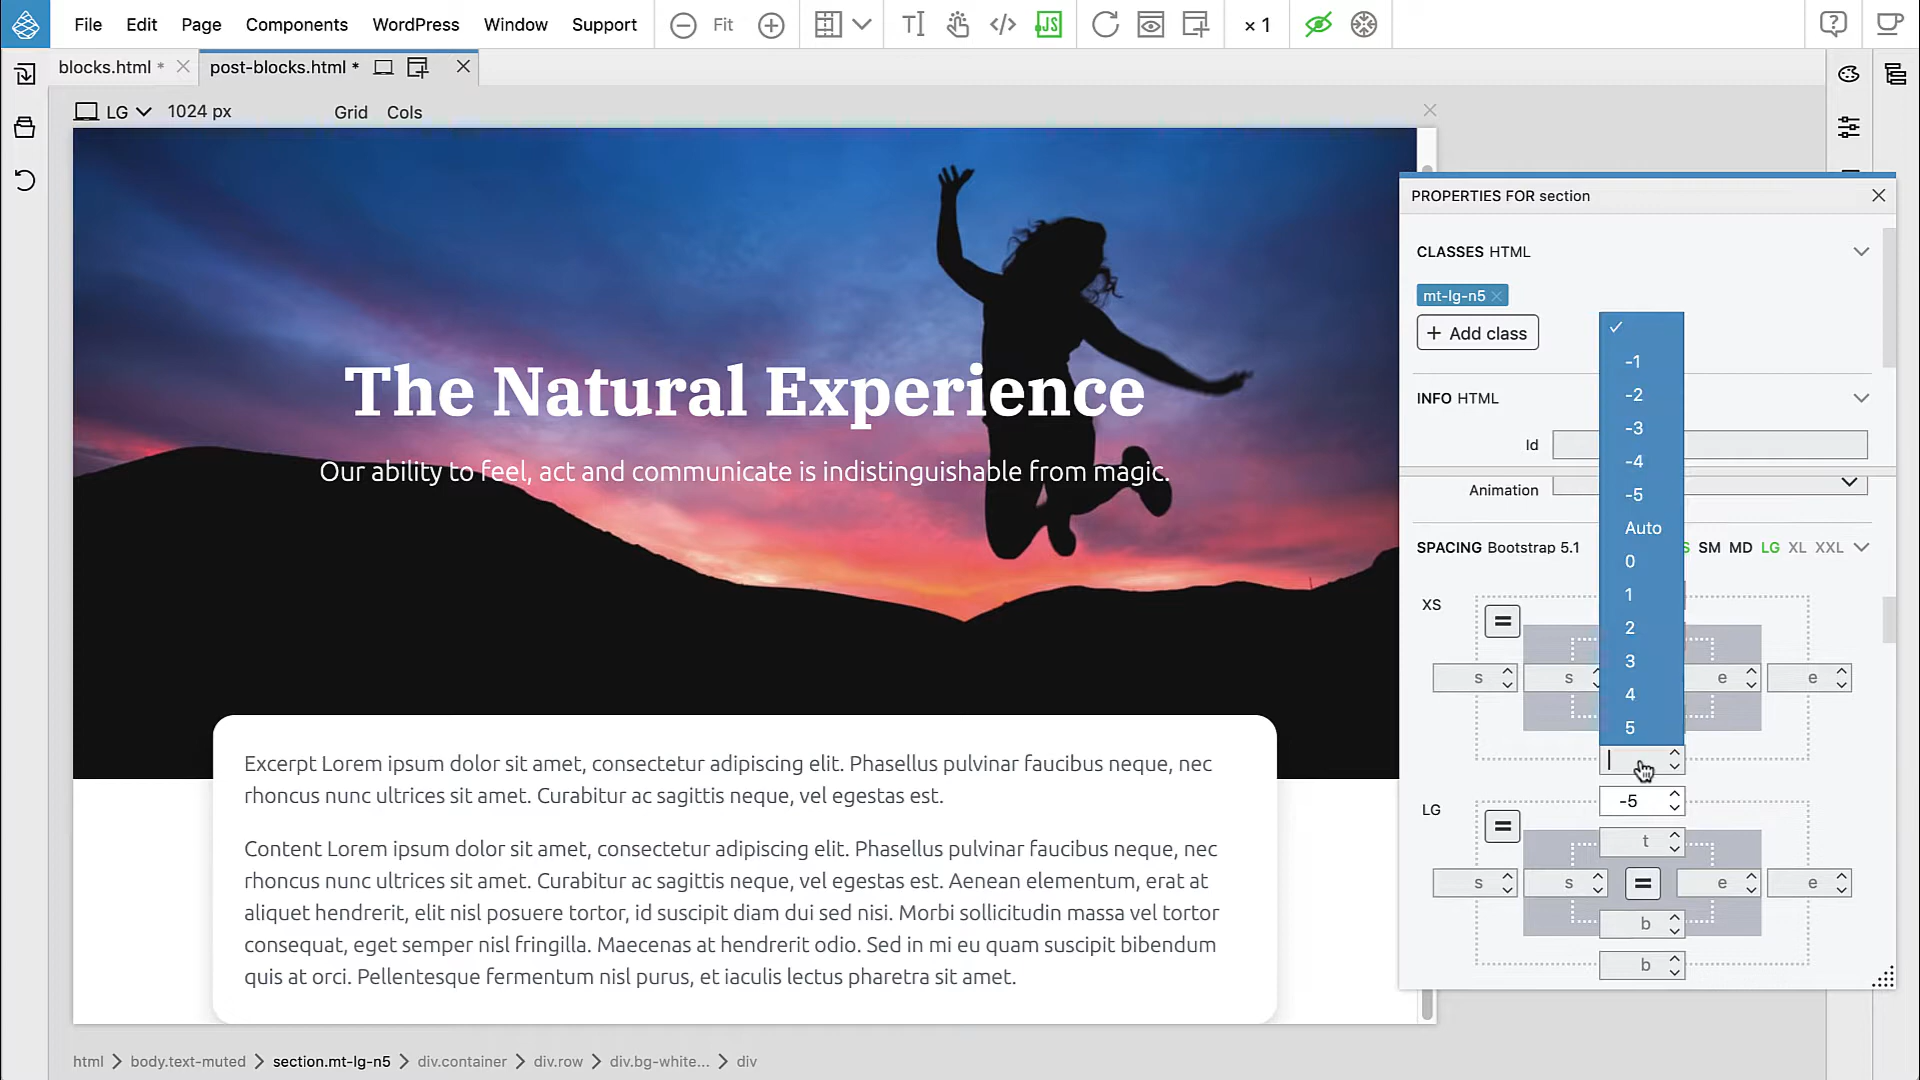 File Edit Page Components WordPress Window Support Fit JS × 1
blocks.html * post-blocks.html *
LG 1024 px Grid Cols
The Natural Experience
Our ability to feel, act and communicate is indistinguishable from magic.
Excerpt Lorem ipsum dolor sit amet, consectetur adipiscing elit. Phasellus pulvinar faucibus neque, nec
rhoncus nunc ultrices sit amet. Curabitur ac sagittis neque, vel egestas est.
Content Lorem ipsum dolor sit amet, consectetur adipiscing elit. Phasellus pulvinar faucibus neque, nec
rhoncus nunc ultrices sit amet. Curabitur ac sagittis neque, vel egestas est. Aenean elementum, erat at
aliquet hendrerit, elit nisl posuere tortor, id suscipit diam dui sed nisi. Morbi sollicitudin massa vel tortor
consequat, eget semper nisl fringilla. Maecenas at hendrerit odio. Sed in mi eu quam suscipit bibendum
quis at orci. Pellentesque fermentum nisl purus, et iaculis lectus pharetra sit amet.
PROPERTIES FOR section
CLASSES HTML
mt-lg-n5
+ Add class
INFO HTML
Id
Animation
SPACING Bootstrap 5.1 S SM MD LG XL XXL
-1
-2
-3
-4
-5
Auto
0
1
2
3
4
5
XS
= 
s s e e
-5
LG
=
t
s s = e e
b
b
html > body.text-muted > section.mt-lg-n5 > div.container > div.row > div.bg-white... > div